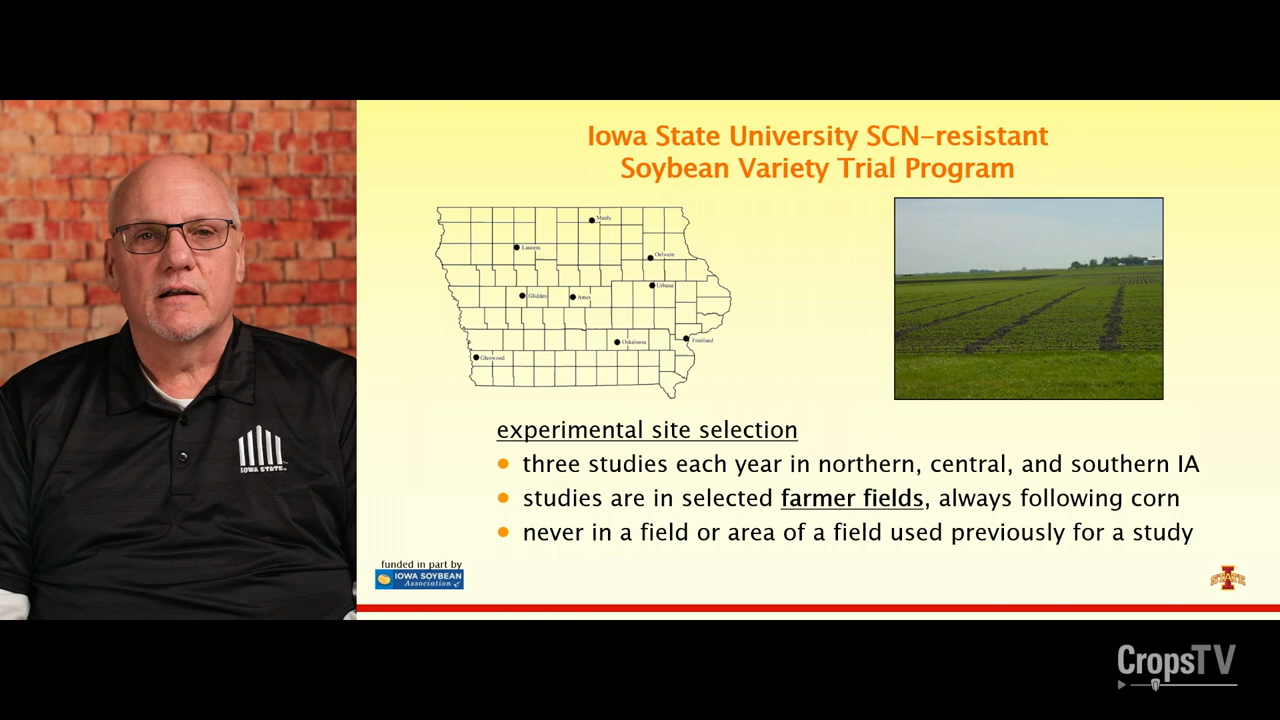 Iowa State University SCN-resistant
Soybean Variety Trial Program
Manly
Laurens
Oelwein
Urbana
Glidden
Ames
Oskaloosa
Fruitland
Glenwood
experimental site selection
• three studies each year in northern, central, and southern IA
• studies are in selected farmer fields, always following corn
• never in a field or area of a field used previously for a study
funded in part by
IOWA SOYBEAN
Association
STATE
IOWA STATE
CropsTV